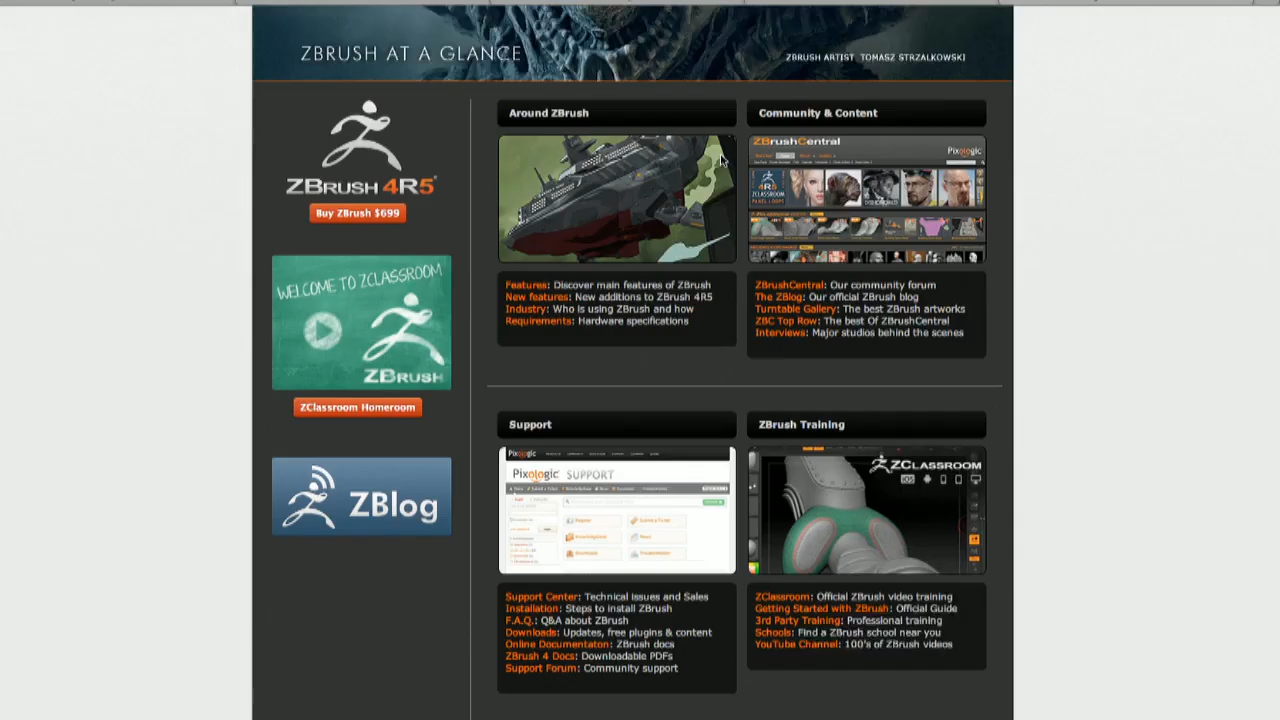 ZBRUSH AT A GLANCE
ZBRUSH ARTIST TOMASZ STRZALKOWSKI
ZBRUSH 4R5
Buy ZBrush $699
WELCOME TO ZCLASSROOM
ZBRUSH
ZClassroom Homeroom
ZBlog
Around ZBrush
Features: Discover main features of ZBrush
New features: New additions to ZBrush 4R5
Industry: Who is using ZBrush and how
Requirements: Hardware specifications
Community & Content
ZBrushCentral
Pixologic
ZBrushCentral: Our community forum
The ZBlog: Our official ZBrush blog
Turntable Gallery: The best ZBrush artworks
ZBC Top Row: The best Of ZBrushCentral
Interviews: Major studios behind the scenes
Support
Pixologic
Pixologic SUPPORT
Support Center: Technical issues and Sales
Installation: Steps to install ZBrush
F.A.Q.: Q&A about ZBrush
Downloads: Updates, free plugins & content
Online Documentaton: ZBrush docs
ZBrush 4 Docs: Downloadable PDFs
Support Forum: Community support
ZBrush Training
ZCLASSROOM
ZClassroom: Official ZBrush video training
Getting Started with ZBrush: Official Guide
3rd Party Training: Professional training
Schools: Find a ZBrush school near you
YouTube Channel: 100's of ZBrush videos